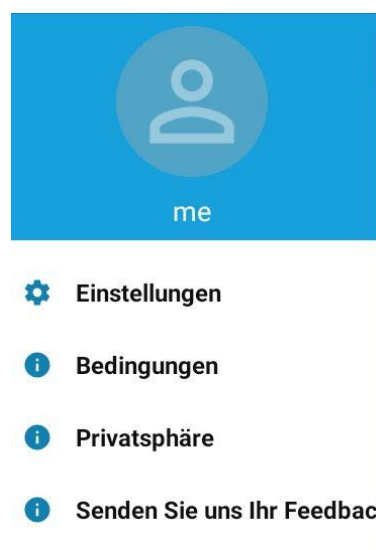 me
Einstellungen
Bedingungen
Privatsphäre
Senden Sie uns Ihr Feedbac